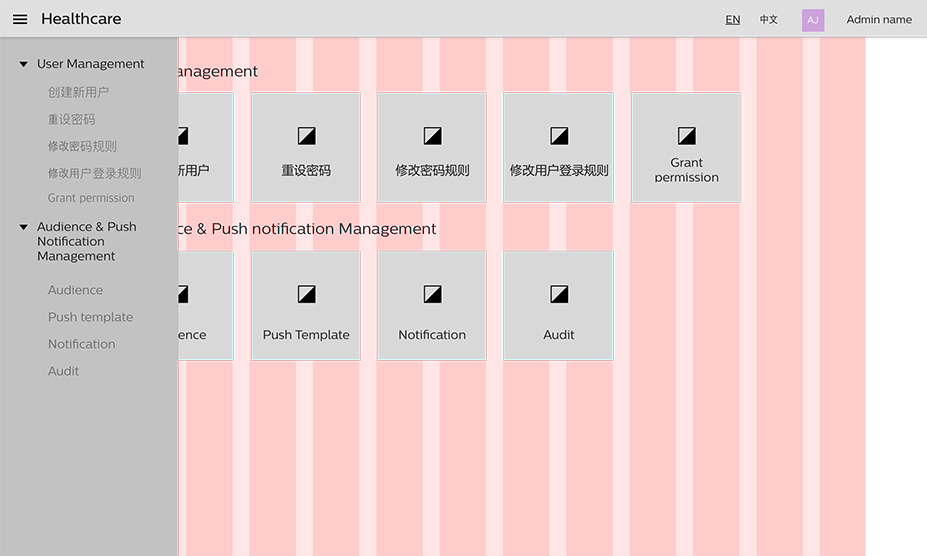 Healthcare
EN
中文
AJ
Admin name
User Management
创建新用户
重设密码
修改密码规则
修改用户登录规则
Grant permission
Audience & Push
Notification
Management
Audience
Push template
Notification
Audit
anagement
新用户
重设密码
修改密码规则
修改用户登录规则
Grant
permission
ce & Push notification Management
ence
Push Template
Notification
Audit